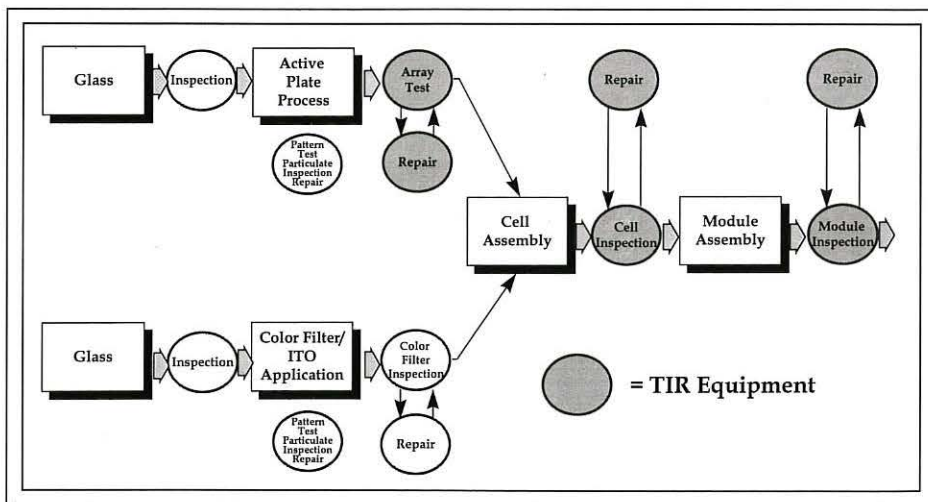 Glass
Inspection
Active
Plate
Process
Array
Test
Repair
Pattern
Test
Particulate
Inspection
Repair
Repair
Repair
Cell
Assembly
Cell
Inspection
Module
Assembly
Module
Inspection
Glass
Inspection
Color Filter/
ITO
Application
Color
Filter
Inspection
Repair
Pattern
Test
Particulate
Inspection
Repair
= TIR Equipment